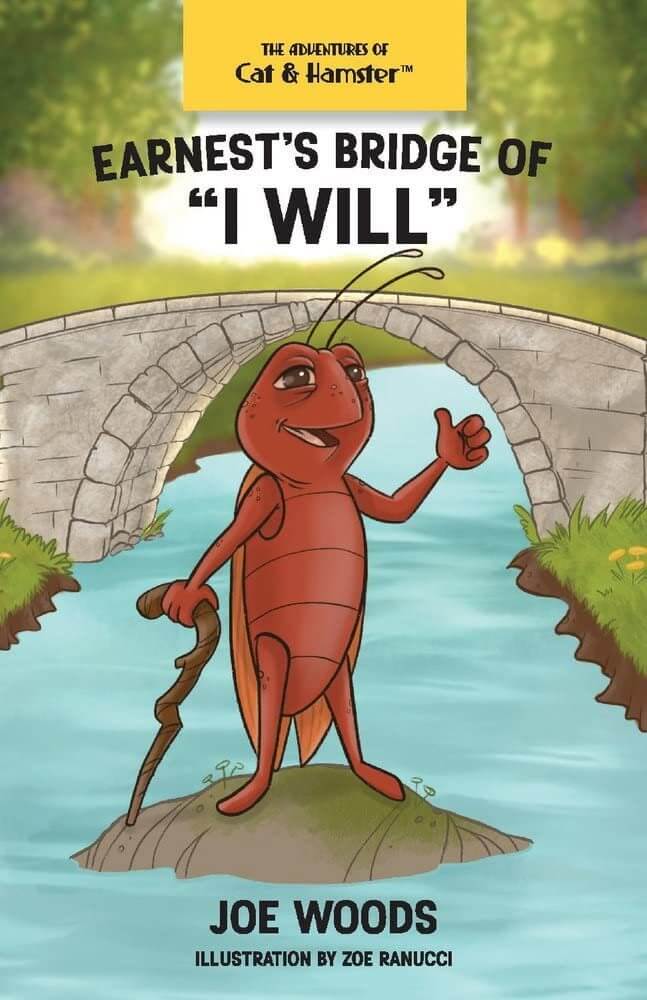 THE ADVENTURES OF
Cat & Hamster™
EARNEST'S BRIDGE OF
"I WILL"
JOE WOODS
ILLUSTRATION BY ZOE RANUCCI